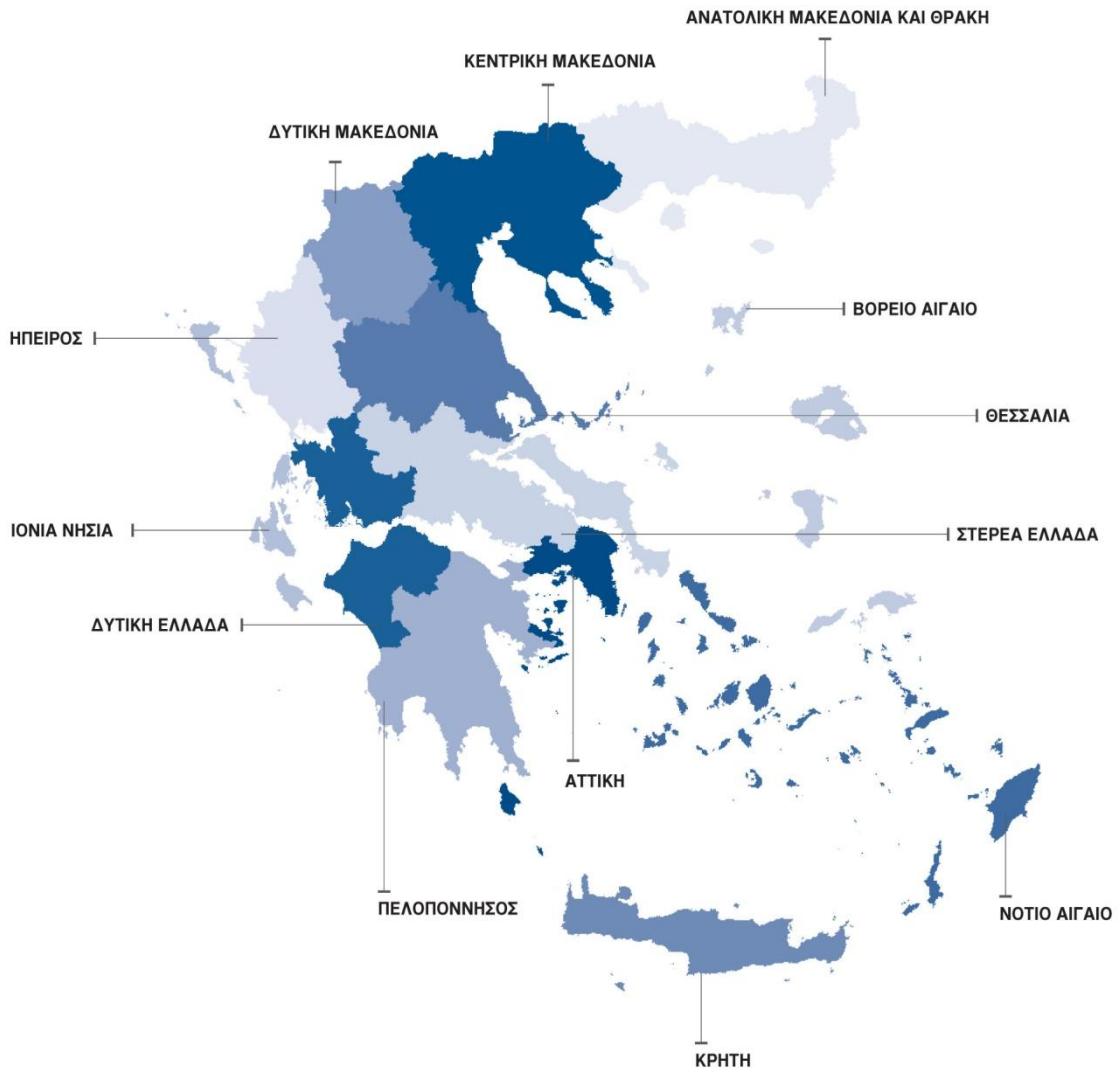 ΑΝΑΤΟΛΙΚΗ ΜΑΚΕΔΟΝΙΑ ΚΑΙ ΘΡΑΚΗ
ΚΕΝΤΡΙΚΗ ΜΑΚΕΔΟΝΙΑ
ΔΥΤΙΚΗ ΜΑΚΕΔΟΝΙΑ
ΒΟΡΕΙΟ ΑΙΓΑΙΟ
ΗΠΕΙΡΟΣ
ΘΕΣΣΑΛΙΑ
ΙΟΝΙΑ ΝΗΣΙΑ
ΣΤΕΡΕΑ ΕΛΛΑΔΑ
ΔΥΤΙΚΗ ΕΛΛΑΔΑ
ΑΤΤΙΚΗ
ΠΕΛΟΠΟΝΝΗΣΟΣ
ΝΟΤΙΟ ΑΙΓΑΙΟ
ΚΡΗΤΗ